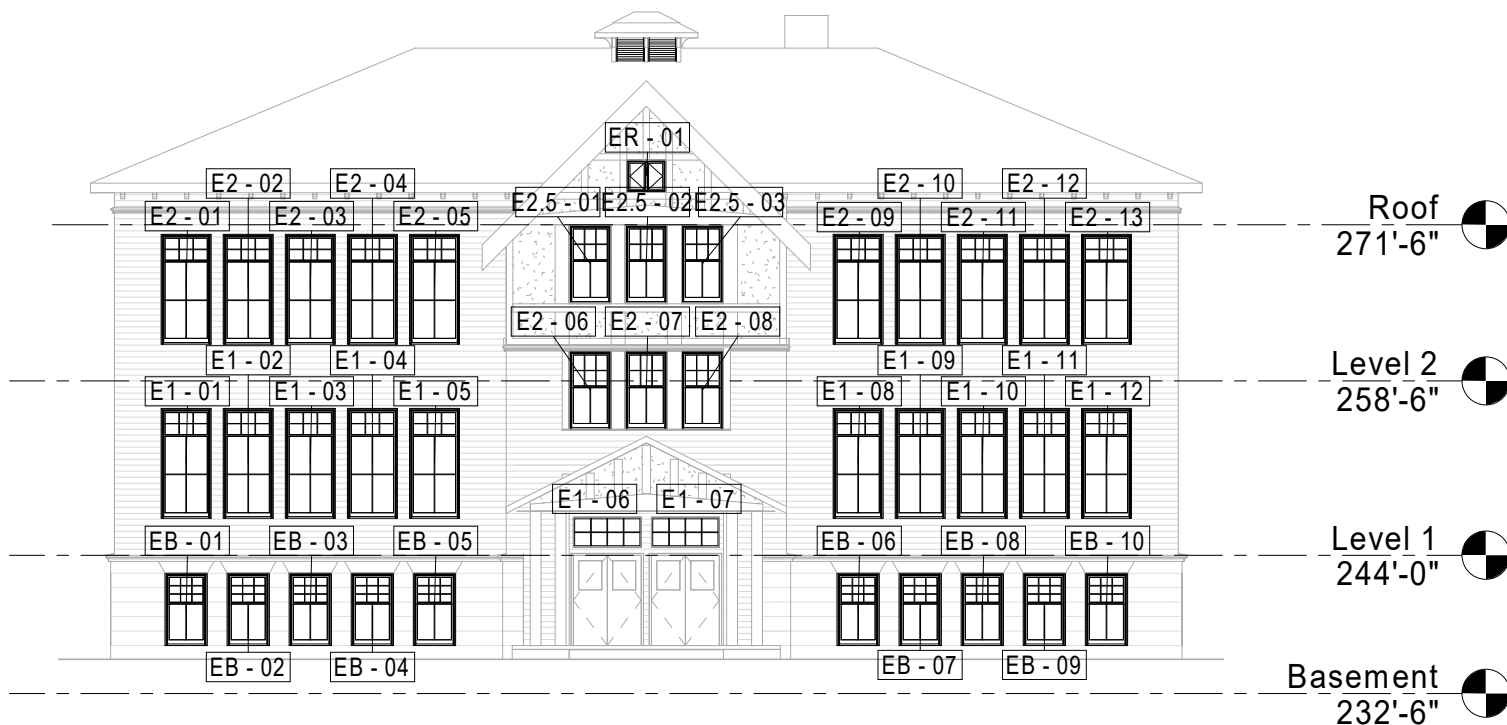 ER - 01
E2 - 02
E2 - 04
E2 - 10
E2 - 12
E2.5 - 01
E2.5 - 02
E2.5 - 03
E2 - 01
E2 - 03
E2 - 05
E2 - 09
E2 - 11
E2 - 13
Roof
271'-6"
E2 - 06
E2 - 07
E2 - 08
E1 - 02
E1 - 04
E1 - 09
E1 - 11
Level 2
258'-6"
E1 - 01
E1 - 03
E1 - 05
E1 - 08
E1 - 10
E1 - 12
E1 - 06
E1 - 07
EB - 01
EB - 03
EB - 05
EB - 06
EB - 08
EB - 10
Level 1
244'-0"
EB - 02
EB - 04
EB - 07
EB - 09
Basement
232'-6"